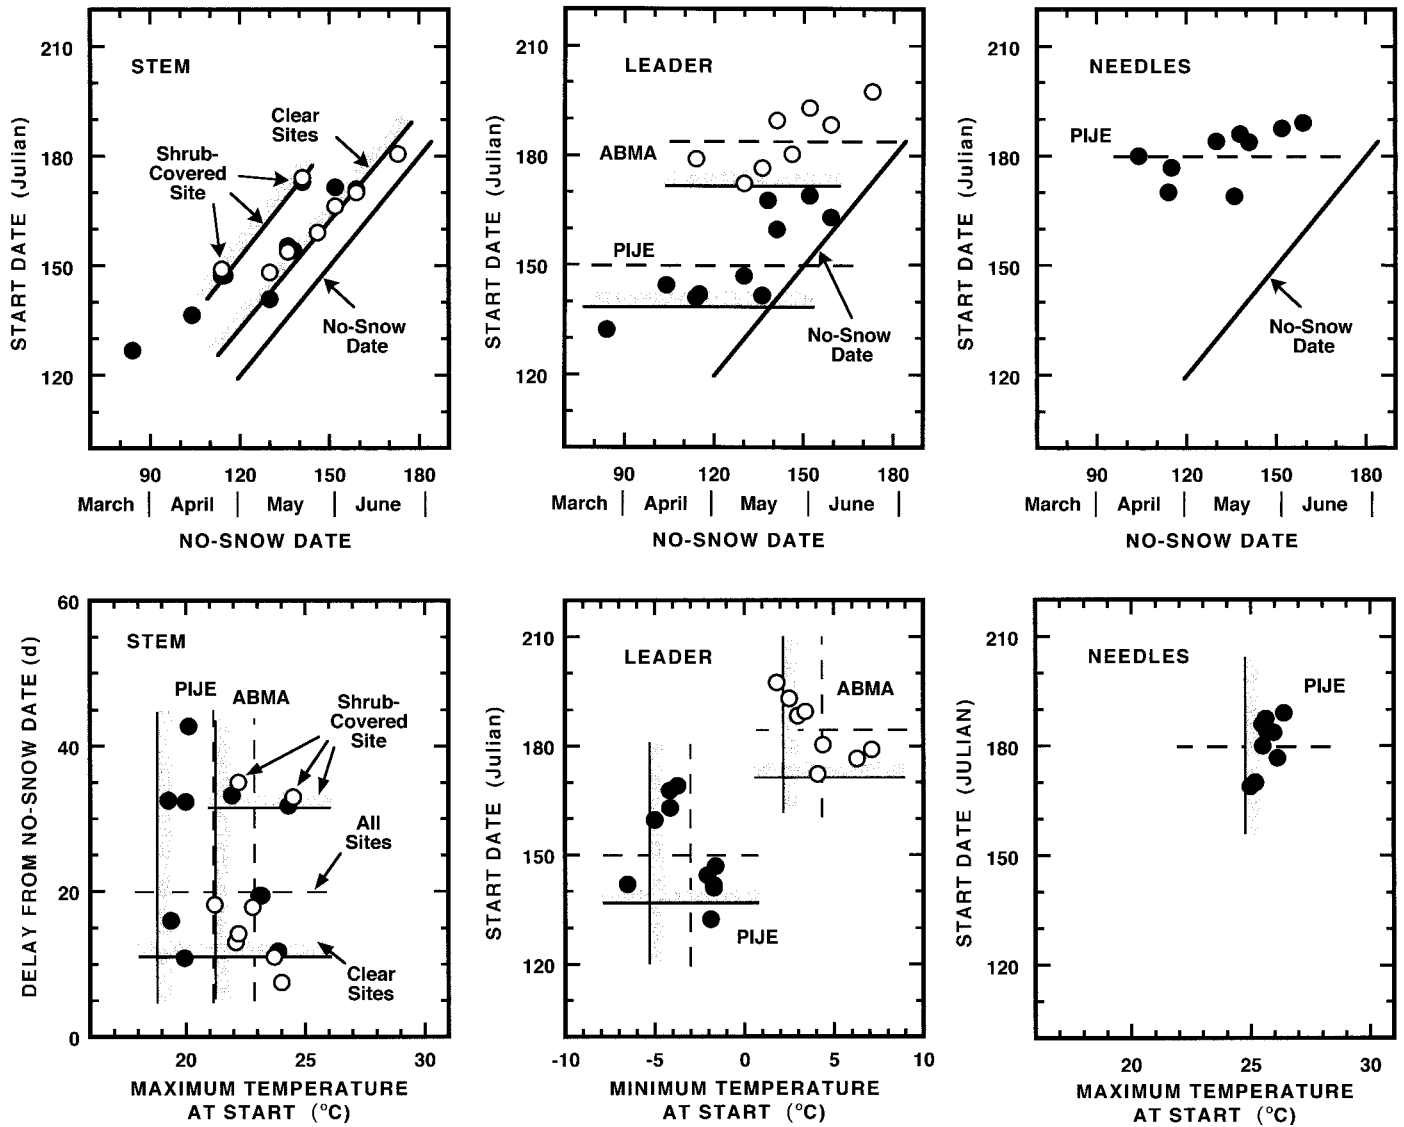 STEM
210
180
150
120
START DATE (Julian)
Clear
Sites
Shrub-
Covered
Site
No-Snow
Date
90 120 150 180
March | April | May | June |
NO-SNOW DATE
LEADER
210
180
150
120
START DATE (Julian)
ABMA
PIJE
No-Snow
Date
90 120 150 180
March | April | May | June |
NO-SNOW DATE
NEEDLES
210
180
150
120
START DATE (Julian)
PIJE
No-Snow
Date
90 120 150 180
March | April | May | June |
NO-SNOW DATE
STEM
60
40
20
0
DELAY FROM NO-SNOW DATE (d)
PIJE ABMA
Shrub-
Covered
Site
All
Sites
Clear
Sites
20 25 30
MAXIMUM TEMPERATURE
AT START (°C)
LEADER
210
180
150
120
START DATE (Julian)
ABMA
PIJE
-10 -5 0 5 10
MINIMUM TEMPERATURE
AT START (°C)
NEEDLES
210
180
150
120
START DATE (JULIAN)
PIJE
20 25 30
MAXIMUM TEMPERATURE
AT START (°C)